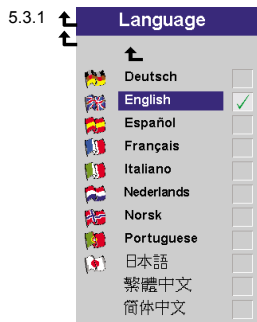 5.3.1 Language
Deutsch
English
Español
Français
Italiano
Nederlands
Norsk
Portuguese
日本語
繁體中文
简体中文